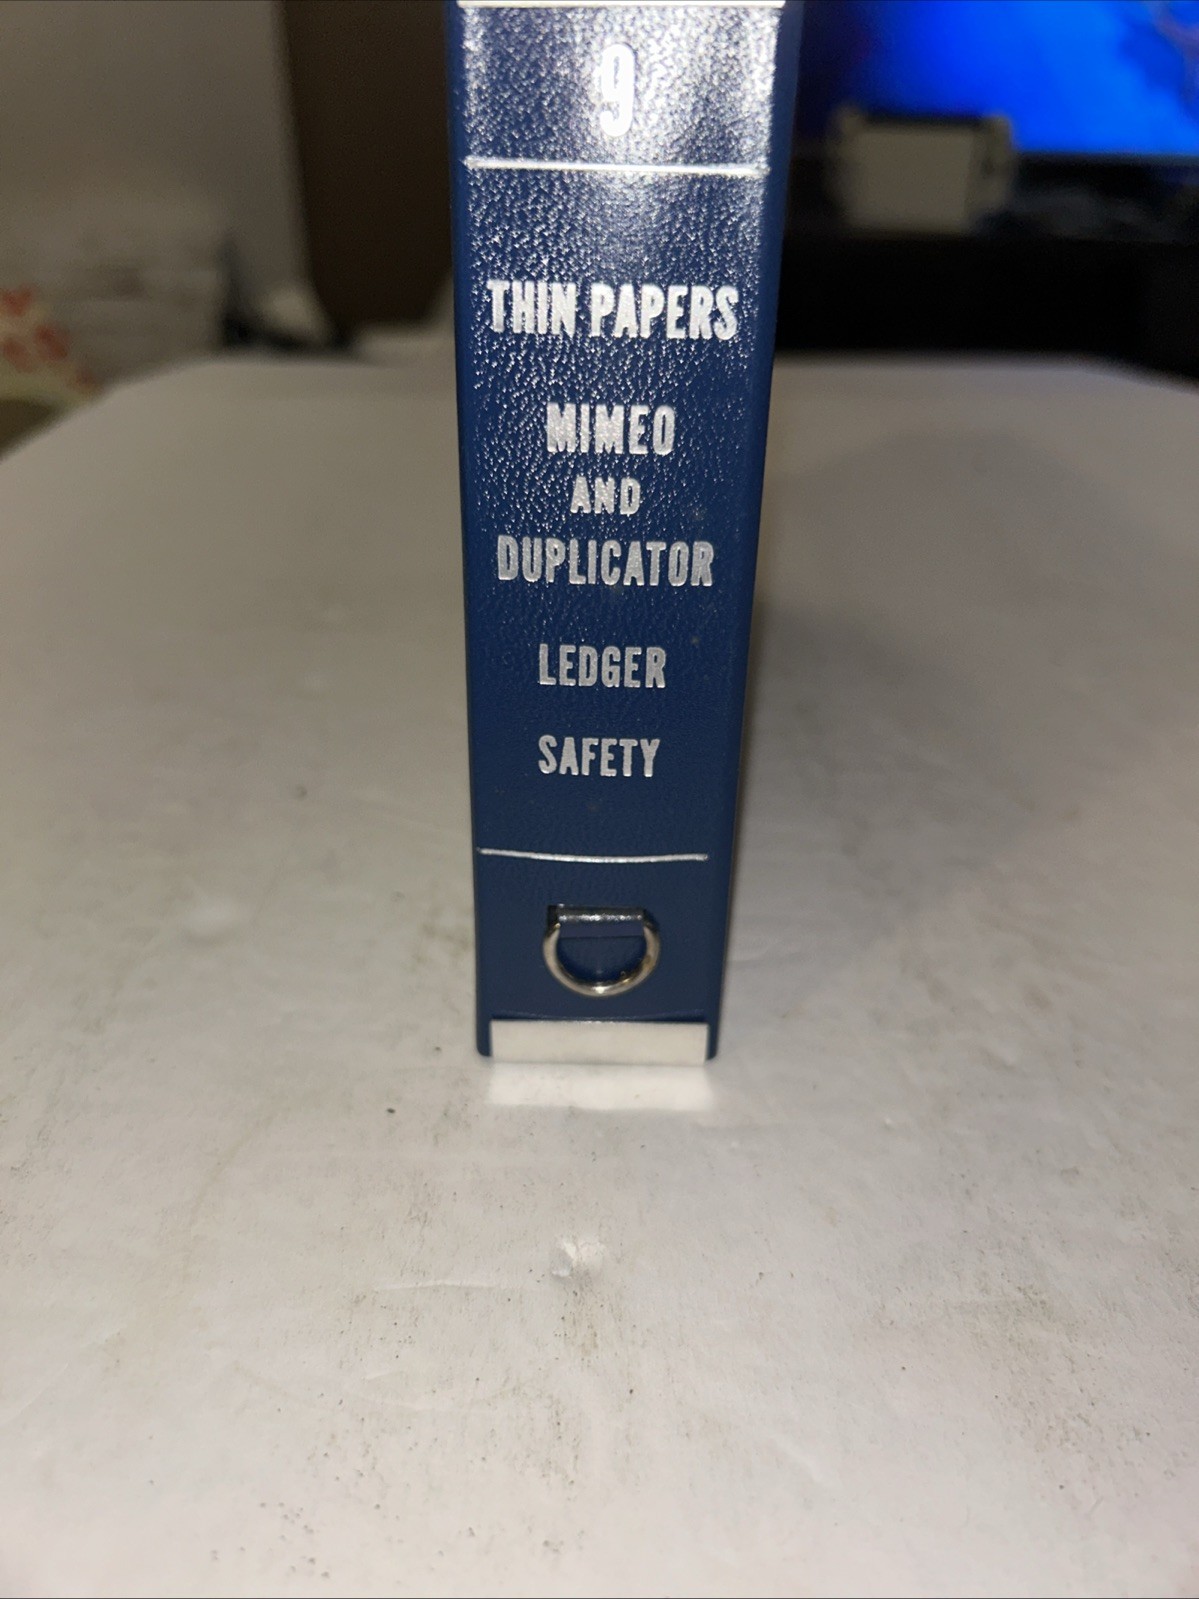 9
THIN PAPERS
MIMEO
AND
DUPLICATOR
LEDGER
SAFETY